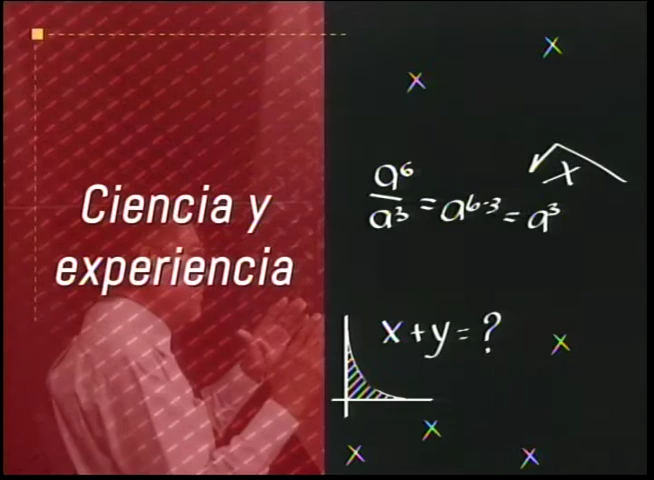 Ciencia y
experiencia
x
x
x
a⁶/a³ = a⁶⁻³ = a³
x + y = ?
x
x
x
x